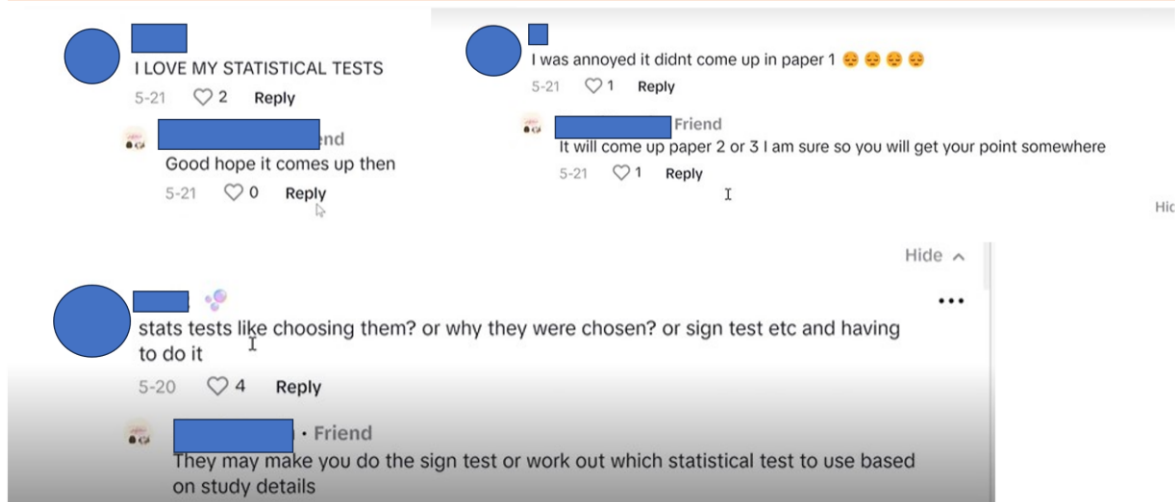 I LOVE MY STATISTICAL TESTS
5-21 2 Reply
Good hope it comes up then
5-21 0 Reply
I was annoyed it didnt come up in paper 1 😔 😔 😔 😔
5-21 1 Reply
Friend
It will come up paper 2 or 3 I am sure so you will get your point somewhere
5-21 1 Reply
Hide
stats tests like choosing them? or why they were chosen? or sign test etc and having
to do it
5-20 4 Reply
· Friend
They may make you do the sign test or work out which statistical test to use based
on study details